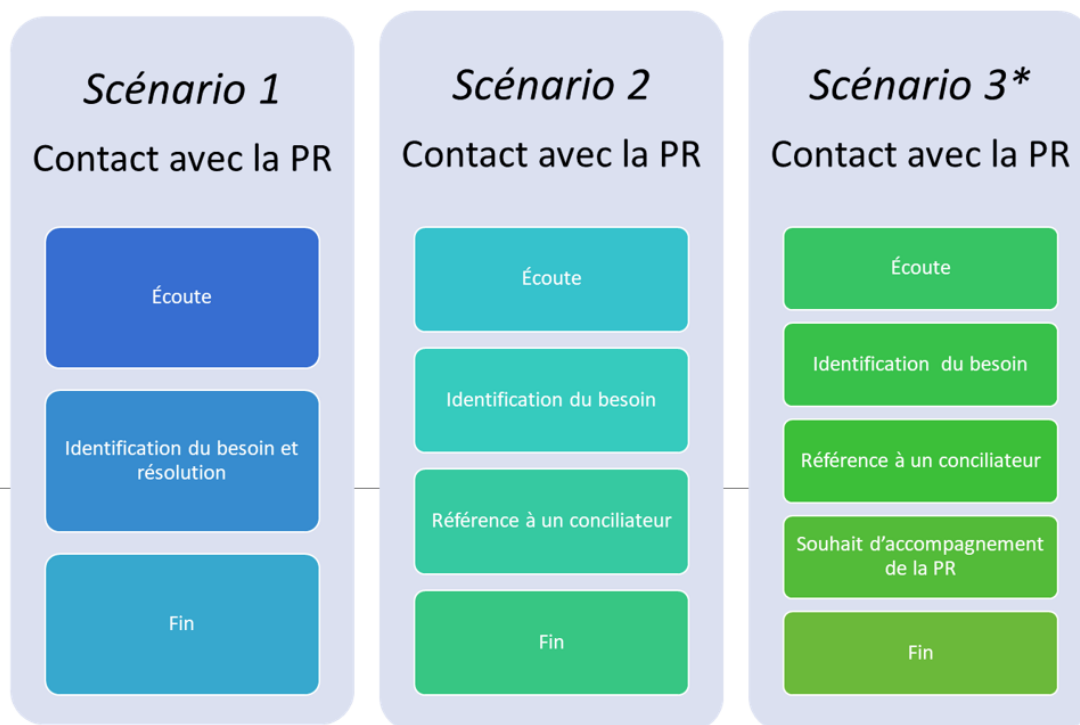 Scénario 1
Contact avec la PR
Écoute
Identification du besoin et
résolution
Fin
Scénario 2
Contact avec la PR
Écoute
Identification du besoin
Référence à un conciliateur
Fin
Scénario 3*
Contact avec la PR
Écoute
Identification du besoin
Référence à un conciliateur
Souhait d'accompagnement
de la PR
Fin